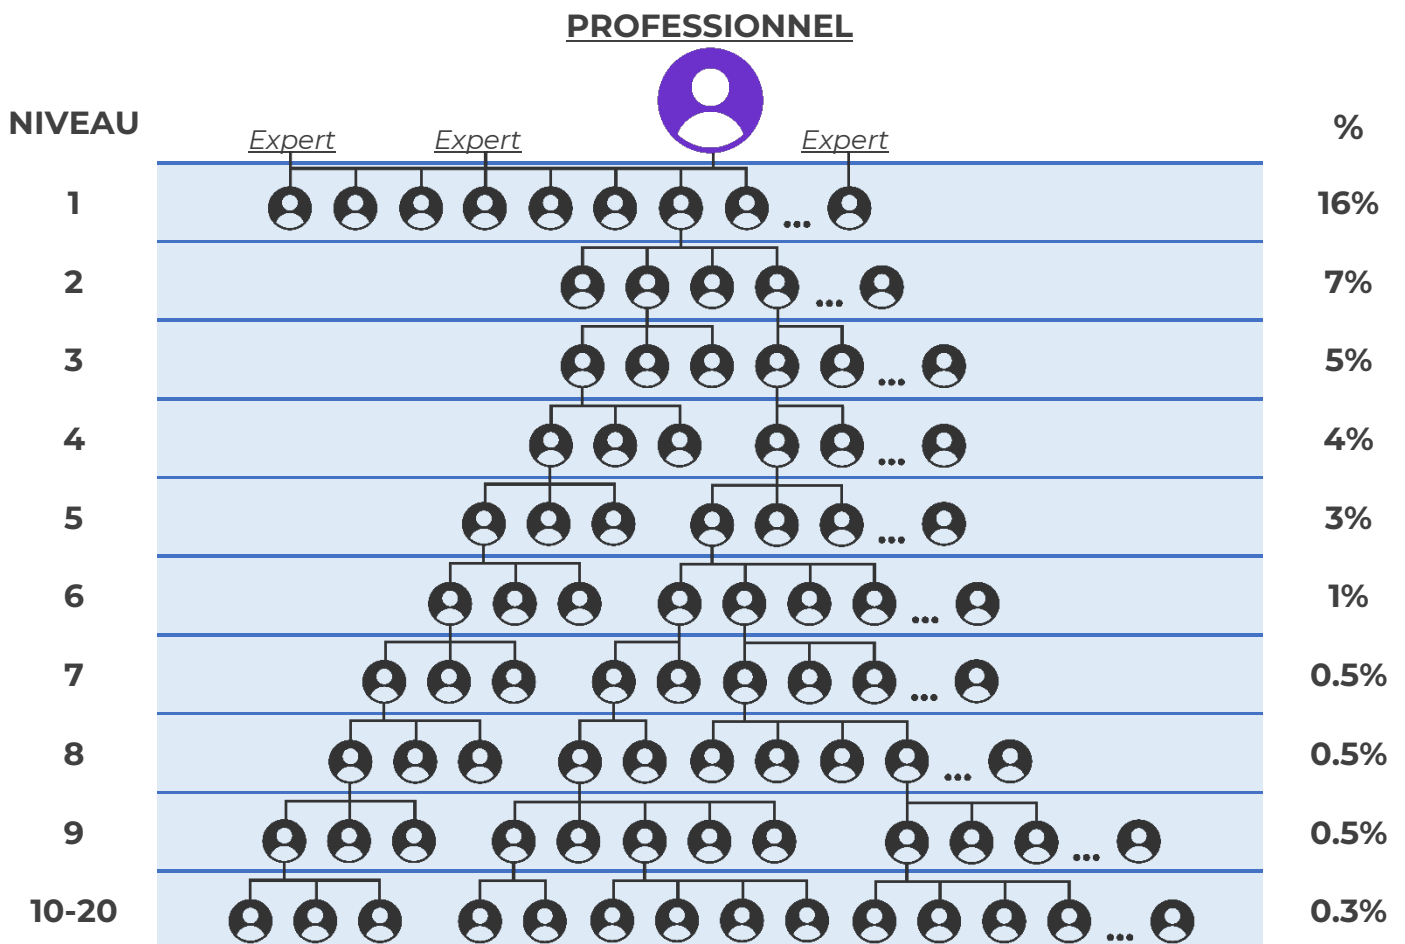 PROFESSIONNEL
NIVEAU
Expert Expert Expert
%
1 ... 16%
2 ... 7%
3 ... 5%
4 ... 4%
5 ... 3%
6 ... 1%
7 ... 0.5%
8 ... 0.5%
9 ... 0.5%
10-20 ... 0.3%